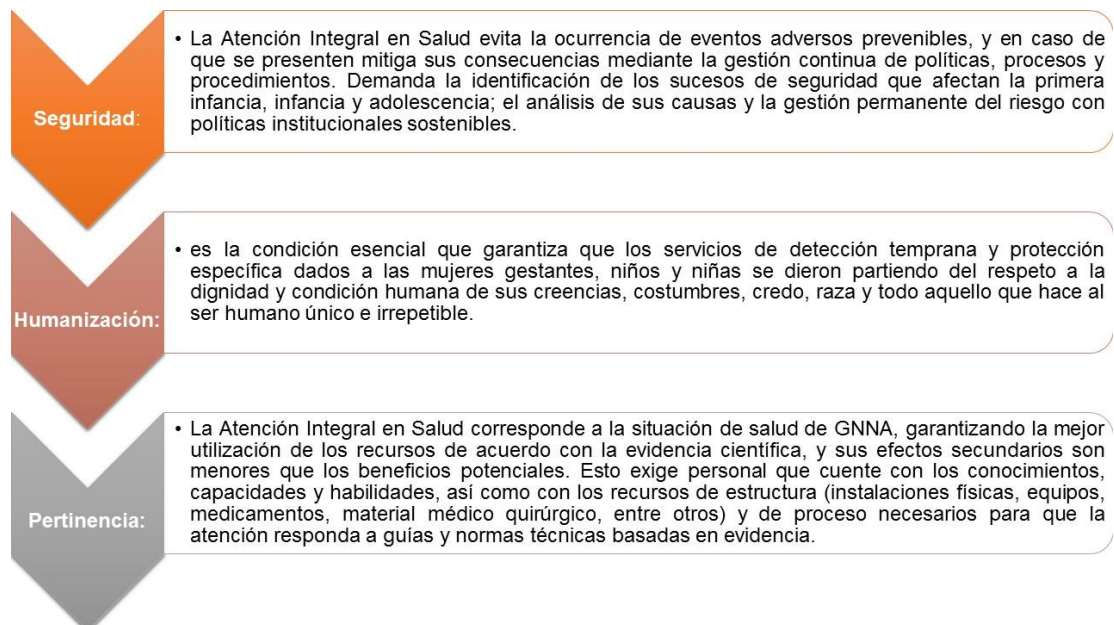 Seguridad:
• La Atención Integral en Salud evita la ocurrencia de eventos adversos prevenibles, y en caso de
que se presenten mitiga sus consecuencias mediante la gestión continua de políticas, procesos y
procedimientos. Demanda la identificación de los sucesos de seguridad que afectan la primera
infancia, infancia y adolescencia; el análisis de sus causas y la gestión permanente del riesgo con
políticas institucionales sostenibles.
Humanización:
• es la condición esencial que garantiza que los servicios de detección temprana y protección
específica dados a las mujeres gestantes, niños y niñas se dieron partiendo del respeto a la
dignidad y condición humana de sus creencias, costumbres, credo, raza y todo aquello que hace al
ser humano único e irrepetible.
Pertinencia:
• La Atención Integral en Salud corresponde a la situación de salud de GNNA, garantizando la mejor
utilización de los recursos de acuerdo con la evidencia científica, y sus efectos secundarios son
menores que los beneficios potenciales. Esto exige personal que cuente con los conocimientos,
capacidades y habilidades, así como con los recursos de estructura (instalaciones físicas, equipos,
medicamentos, material médico quirúrgico, entre otros) y de proceso necesarios para que la
atención responda a guías y normas técnicas basadas en evidencia.